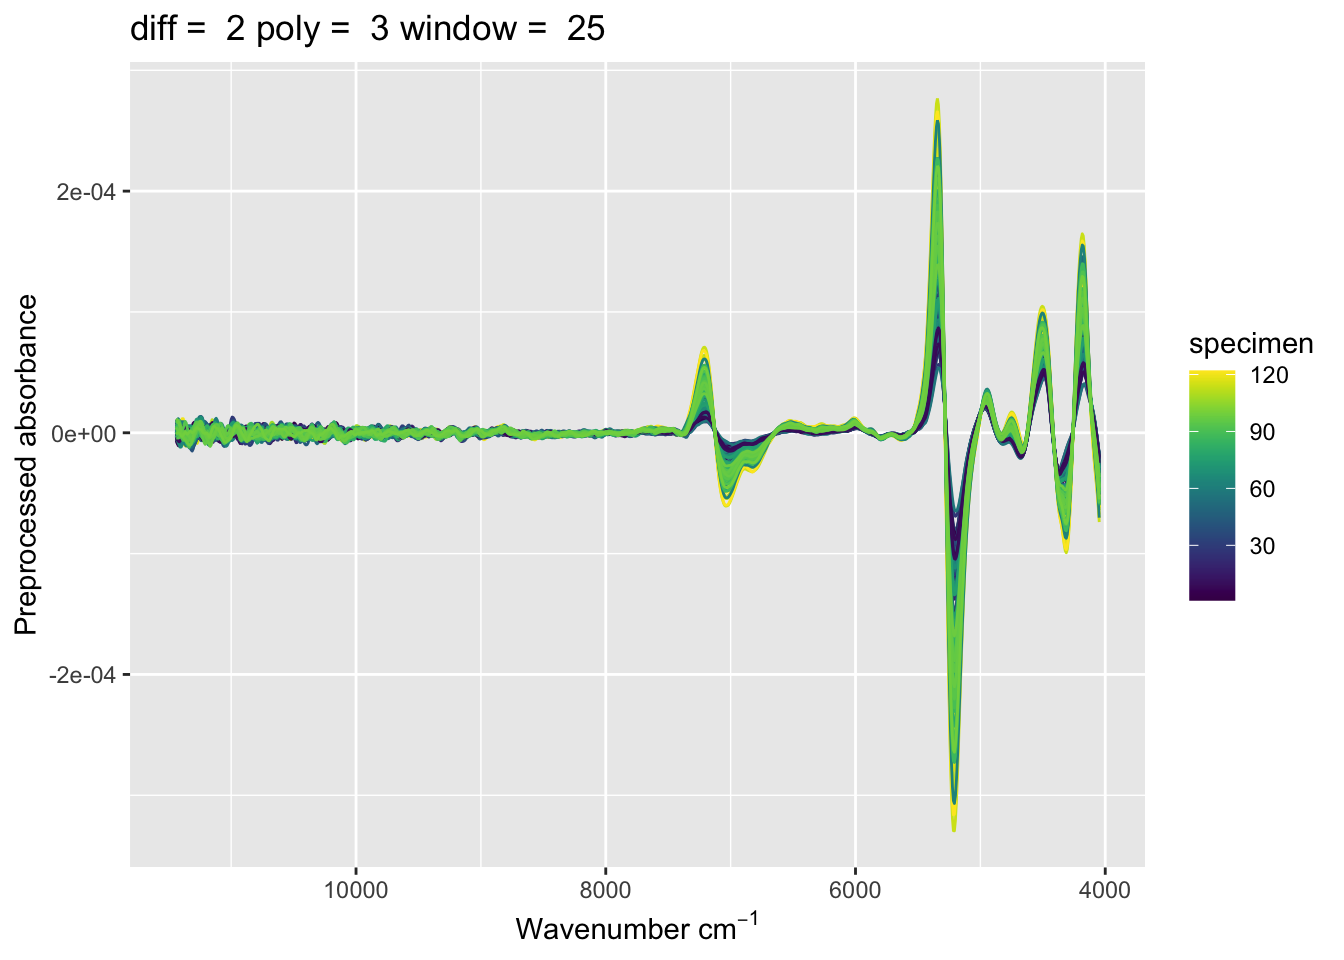 diff =  2 poly =  3 window =  25
Preprocessed absorbance
2e-04
0e+00
-2e-04
10000
8000
6000
4000
Wavenumber cm−1
specimen
120
90
60
30